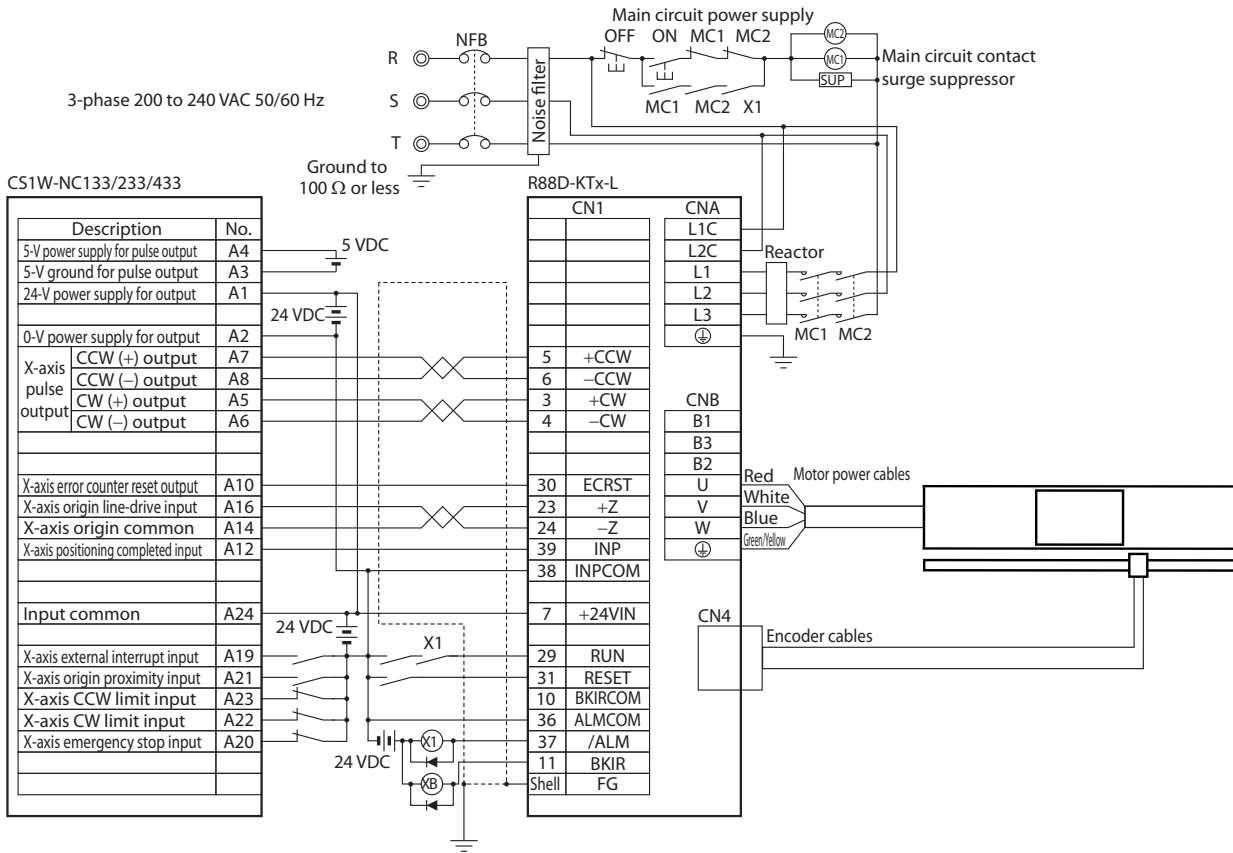 Main circuit power supply
OFF ON MC1 MC2
MC2
NFB
R
MC1
Main circuit contact
surge suppressor
SUP
Noise filter
3-phase 200 to 240 VAC 50/60 Hz
S
MC1 MC2 X1
T
Ground to
100 Ω or less
CS1W-NC133/233/433
R88D-KTx-L
CN1 CNA
Description No.
L1C
5-V power supply for pulse output A4
5 VDC
L2C
Reactor
5-V ground for pulse output A3
L1
24-V power supply for output A1
L2
24 VDC
L3
MC1 MC2
0-V power supply for output A2
X-axis
pulse
output
CCW (+) output A7
5 +CCW
CCW (−) output A8
6 −CCW
CW (+) output A5
3 +CW
CNB
CW (−) output A6
4 −CW
B1
B3
B2
X-axis error counter reset output A10
30 ECRST
U
Red
Motor power cables
X-axis origin line-drive input A16
23 +Z
V
White
X-axis origin common A14
24 −Z
W
Blue
X-axis positioning completed input A12
39 INP
Green/Yellow
38 INPCOM
Input common A24
24 VDC
7 +24VIN
CN4
Encoder cables
X1
X-axis external interrupt input A19
29 RUN
X-axis origin proximity input A21
31 RESET
X-axis CCW limit input A23
10 BKIRCOM
X-axis CW limit input A22
36 ALMCOM
X-axis emergency stop input A20
X1
37 /ALM
24 VDC
11 BKIR
XB
Shell FG